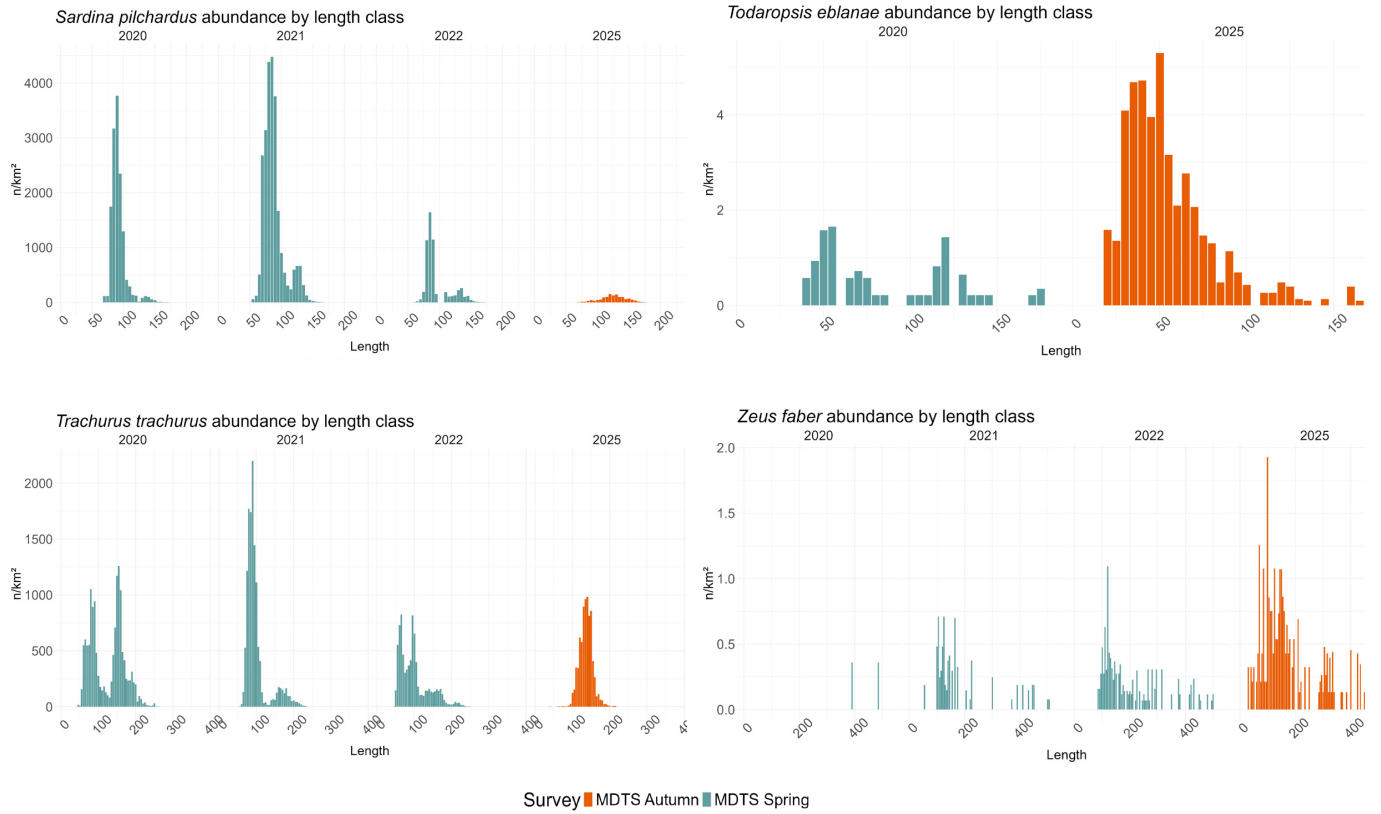 Sardina pilchardus abundance by length class
2020 2021 2022 2025
n/km²
4000
3000
2000
1000
0
0 50 100 150 200 0 50 100 150 200 0 50 100 150 200 0 50 100 150 200
Length
Todaropsis eblanae abundance by length class
2020 2025
n/km²
4
2
0
0 50 100 150 0 50 100 150
Length
Trachurus trachurus abundance by length class
2020 2021 2022 2025
n/km²
2000
1500
1000
500
0
0 100 200 300 400 0 100 200 300 400 0 100 200 300 400 0 100 200 300
Length
Zeus faber abundance by length class
2020 2021 2022 2025
n/km²
2.0
1.5
1.0
0.5
0.0
0 200 400 0 200 400 0 200 400 0 200 400
Length
Survey MDTS Autumn MDTS Spring